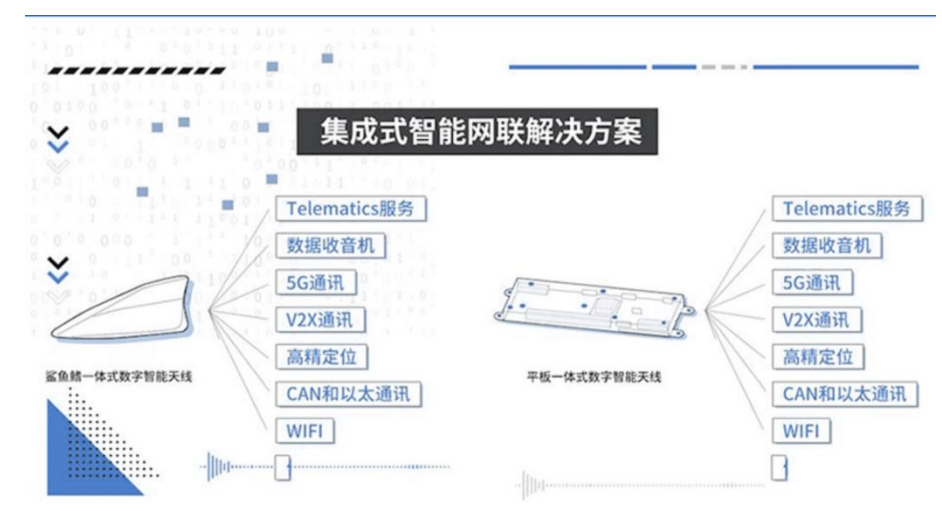 集成式智能网联解决方案
Telematics服务
数据收音机
5G通讯
V2X通讯
高精定位
CAN和以太通讯
WIFI
鲨鱼鳍一体式数字智能天线
Telematics服务
数据收音机
5G通讯
V2X通讯
高精定位
CAN和以太通讯
WIFI
平板一体式数字智能天线